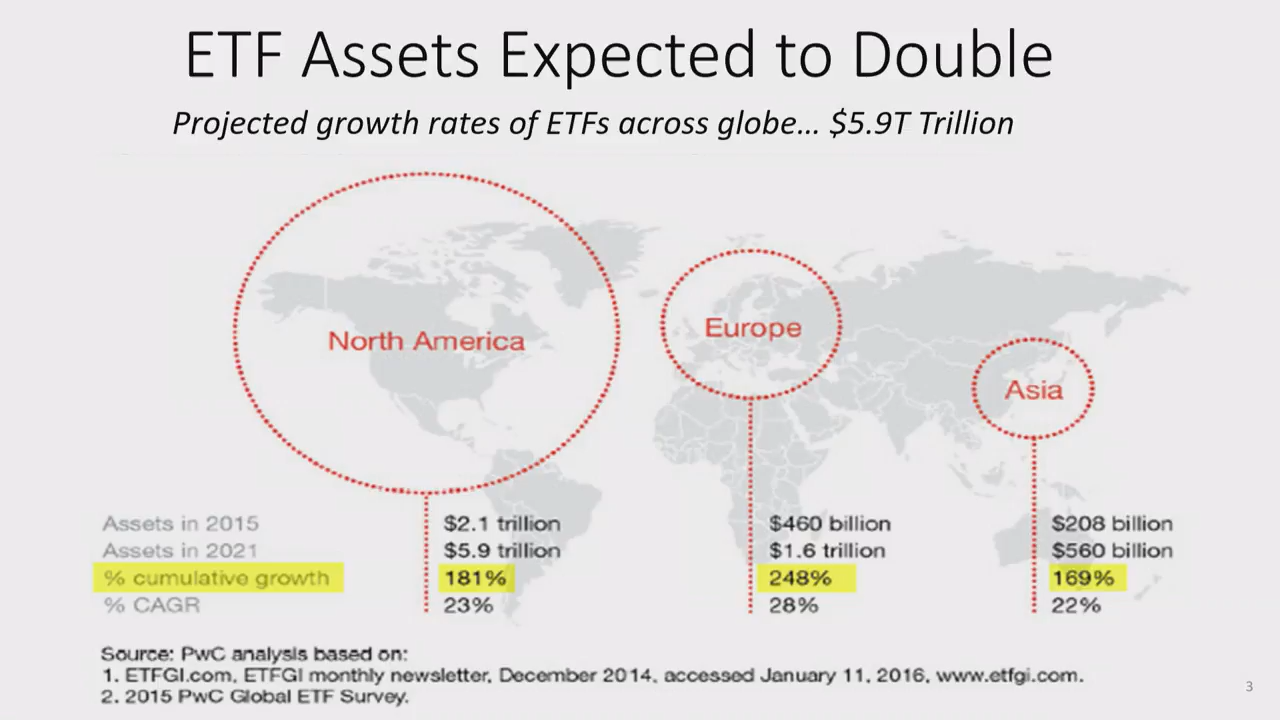 ETF Assets Expected to Double
Projected growth rates of ETFs across globe... $5.9T Trillion
North America
Europe
Asia
Assets in 2015 $2.1 trillion $460 billion $208 billion
Assets in 2021 $5.9 trillion $1.6 trillion $560 billion
% cumulative growth 181% 248% 169%
% CAGR 23% 28% 22%
Source: PwC analysis based on:
1. ETFGI.com, ETFGI monthly newsletter, December 2014, accessed January 11, 2016, www.etfgi.com.
2. 2015 PwC Global ETF Survey.
3